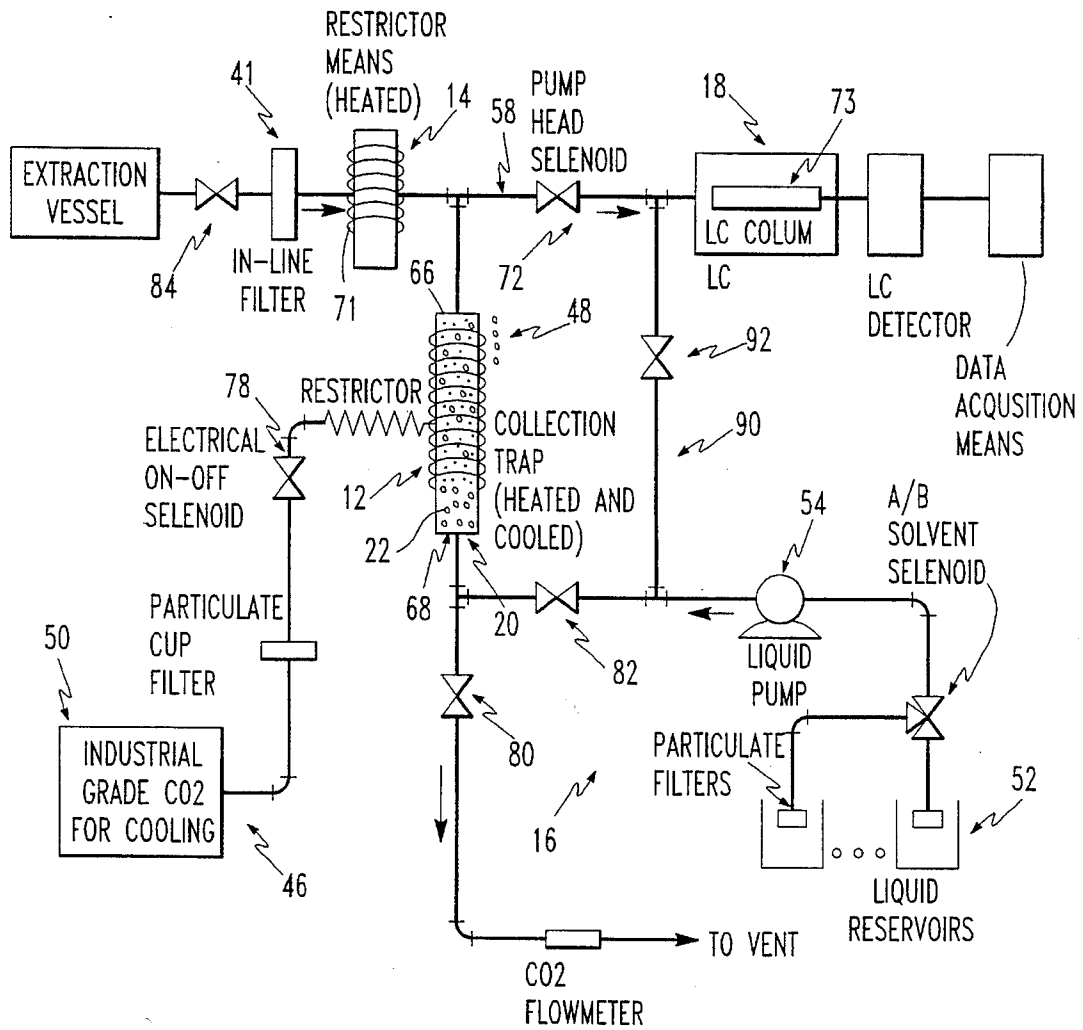 RESTRICTOR
MEANS
(HEATED)
41
14
58
PUMP
HEAD
SELENOID
18
73
EXTRACTION
VESSEL
LC COLUM
84
IN-LINE
FILTER
71
72
LC
LC
DETECTOR
66
48
92
DATA
ACQUSITION
MEANS
78
RESTRICTOR
ELECTRICAL
ON-OFF
SELENOID
12
COLLECTION
TRAP
(HEATED AND
COOLED)
90
22
54
A/B
SOLVENT
SELENOID
68
20
82
LIQUID
PUMP
PARTICULATE
CUP
FILTER
50
80
PARTICULATE
FILTERS
52
INDUSTRIAL
GRADE CO2
FOR COOLING
46
16
LIQUID
RESERVOIRS
TO VENT
CO2
FLOWMETER